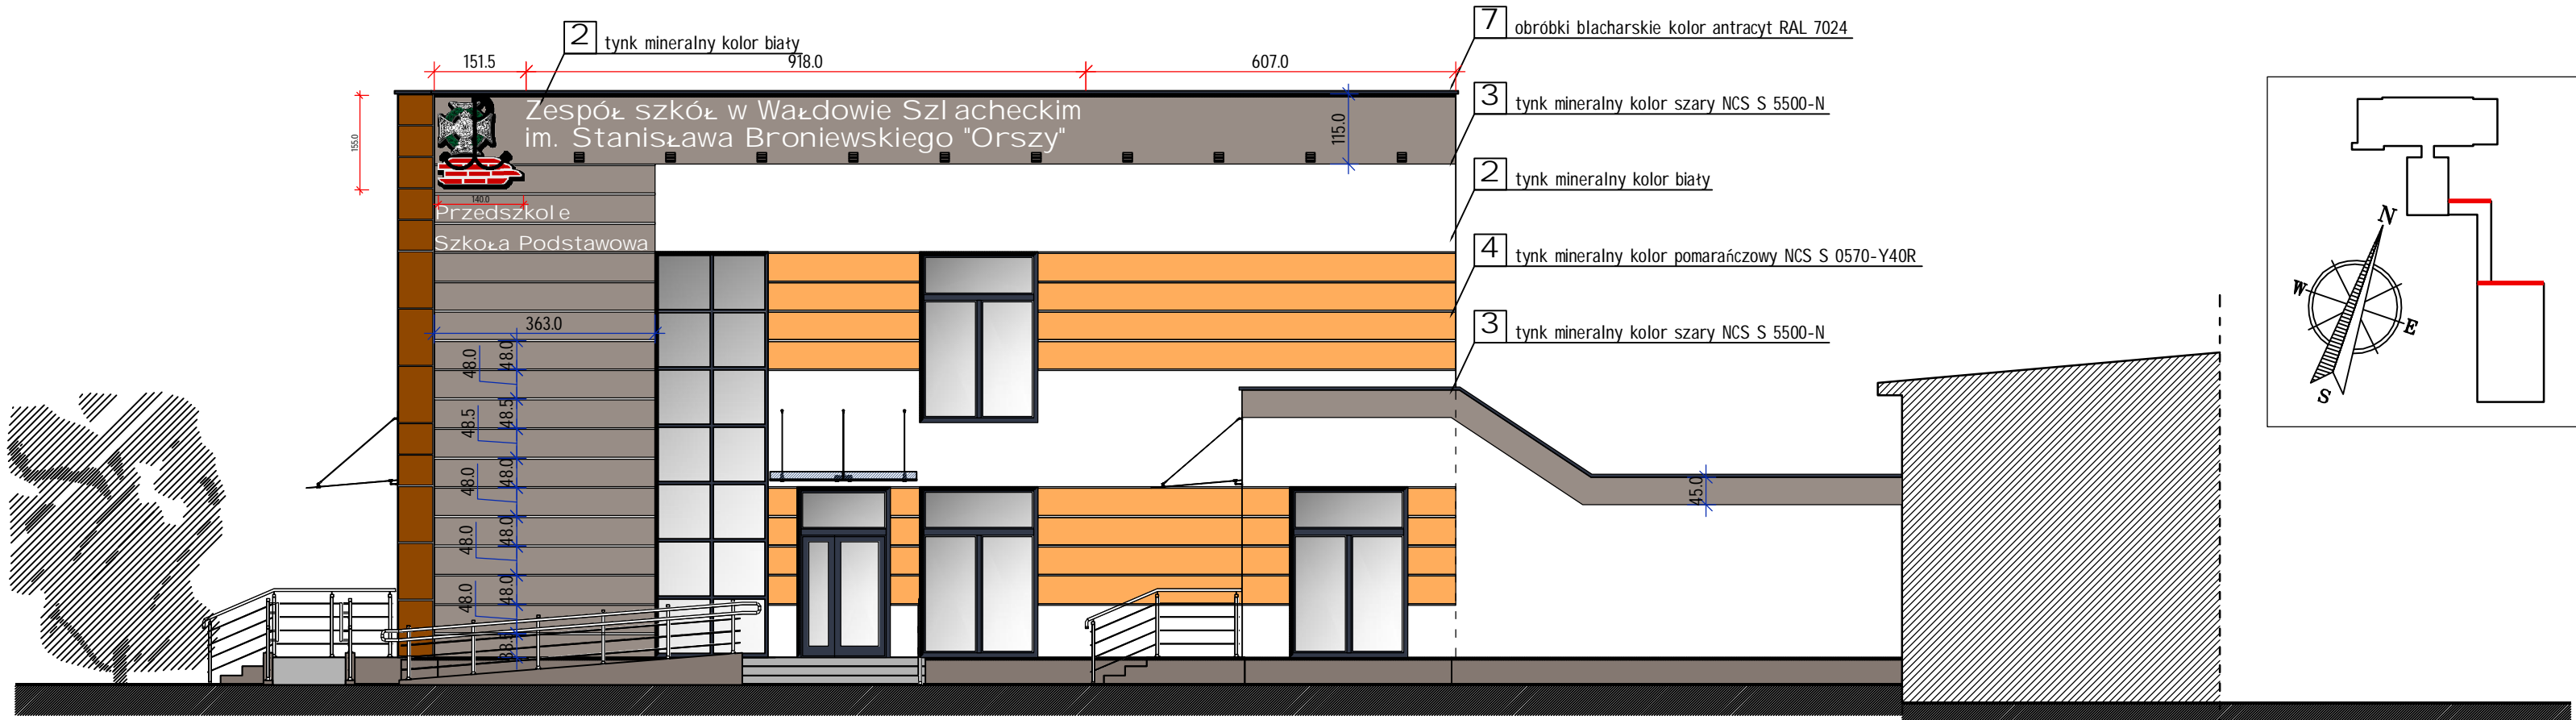 7 obróbki blacharskie kolor antracyt RAL 7024
2 tynk mineralny kolor biały
151.5 918.0 607.0
3 tynk mineralny kolor szary NCS S 5500-N
Zespół szkół w Wałdowie Szlacheckim
im. Stanisława Broniewskiego "Orszy"
155.0
115.0
2 tynk mineralny kolor biały
140.0
Przedszkole
Szkoła Podstawowa
4 tynk mineralny kolor pomarańczowy NCS S 0570-Y40R
3 tynk mineralny kolor szary NCS S 5500-N
363.0
48.0 48.0
48.5 48.5
48.0 48.0
48.0 48.0
48.0 48.0
45.0
N
W
E
S